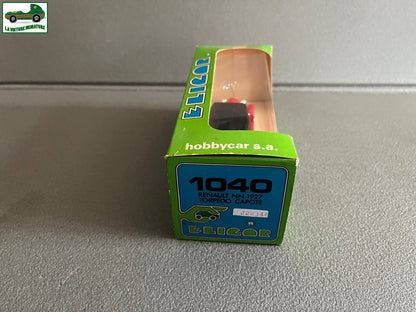 LA VOITURE MINIATURE
ELIGOR
hobbycar s.a.
1040
RENAULT NN 1927
TORPEDO CAPOTE
ELIGOR